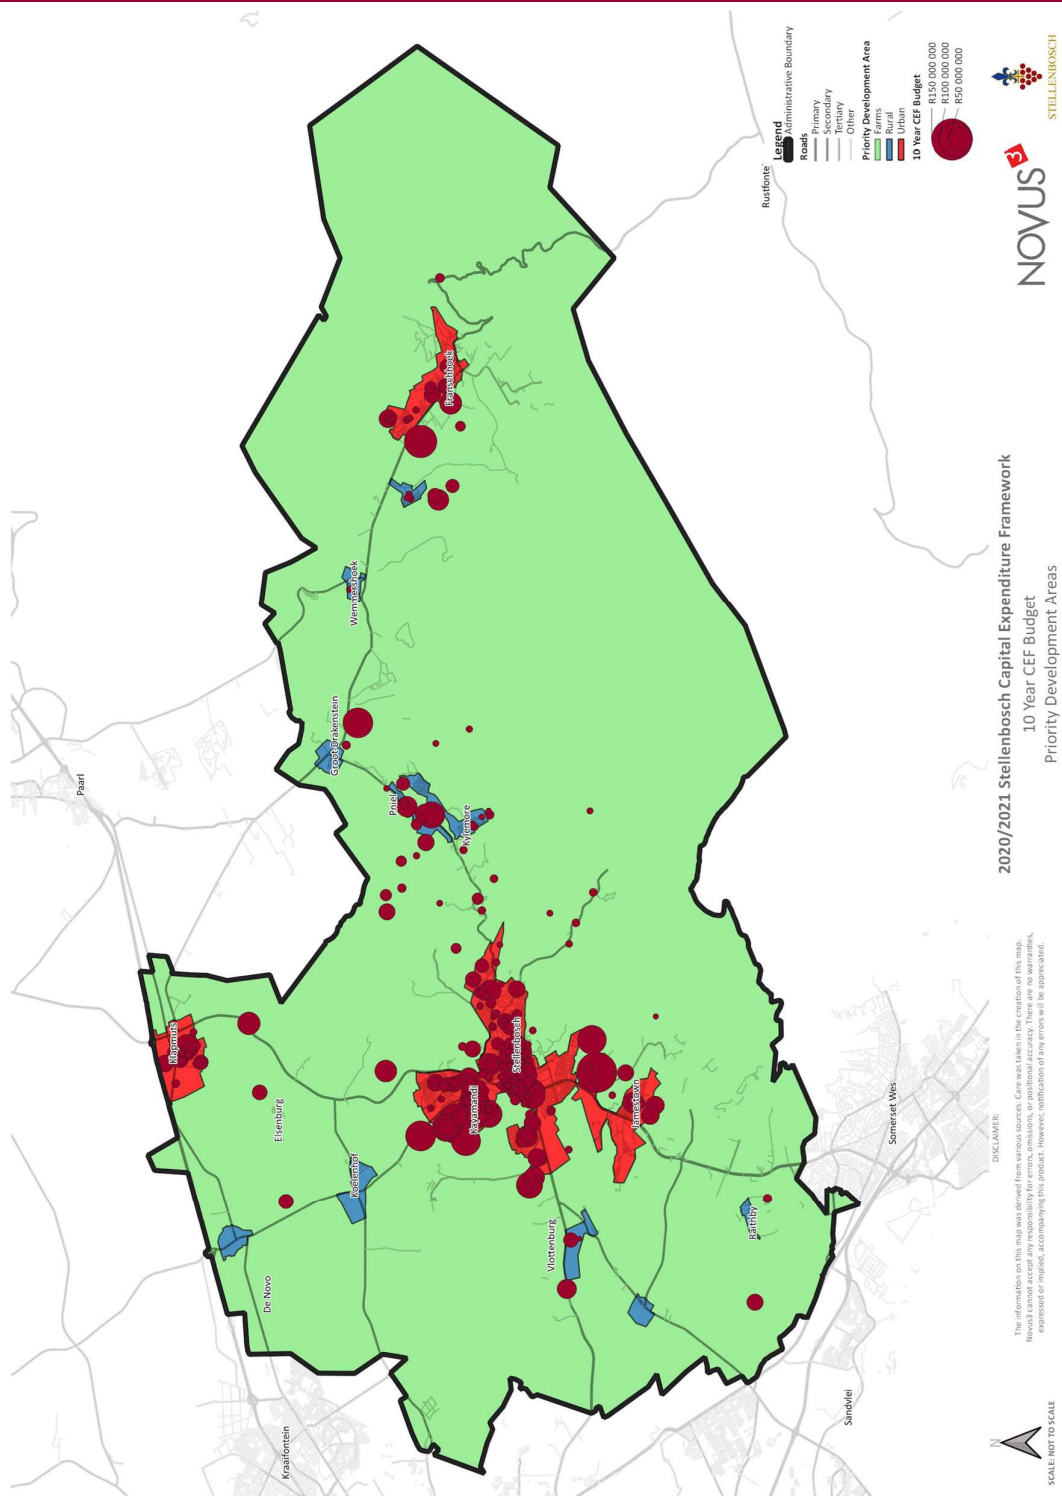 Paarl
Klapmuts
Elsenburg
De Novo
Koelenhof
Kraaifontein
Wemmershoek
Groot Drakenstein
Franschhoek
Pniel
Kylemore
Kayamandi
Stellenbosch
Jamestown
Vlottenburg
Raithby
Somerset Wes
Sandvlei
Rustfonte
Legend
Administrative Boundary
Roads
Primary
Secondary
Tertiary
Other
Priority Development Area
Farms
Rural
Urban
10 Year CEF Budget
R150 000 000
R100 000 000
R50 000 000
STELLENBOSCH
NOVUS3
2020/2021 Stellenbosch Capital Expenditure Framework
10 Year CEF Budget
Priority Development Areas
DISCLAIMER:
The information on this map was derived from various sources. Care was taken in the creation of this map.
Novus3 cannot accept any responsibility for errors, omissions, or positional accuracy. There are no warranties,
expressed or implied, accompanying this product. However, notification of any errors will be appreciated.
N
SCALE: NOT TO SCALE